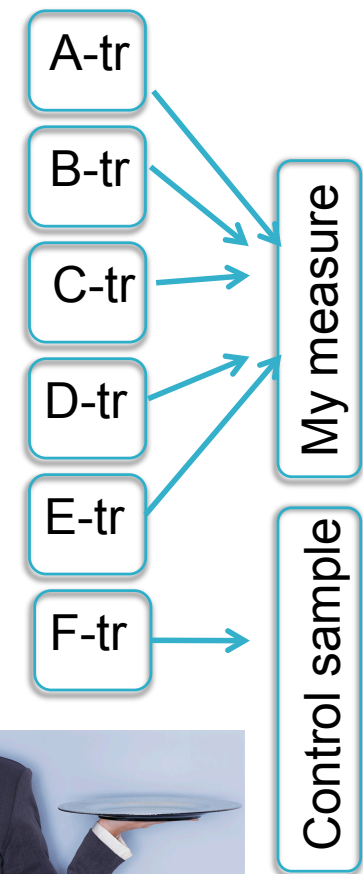 A-tr
B-tr
C-tr
D-tr
E-tr
F-tr
My measure
Control sample